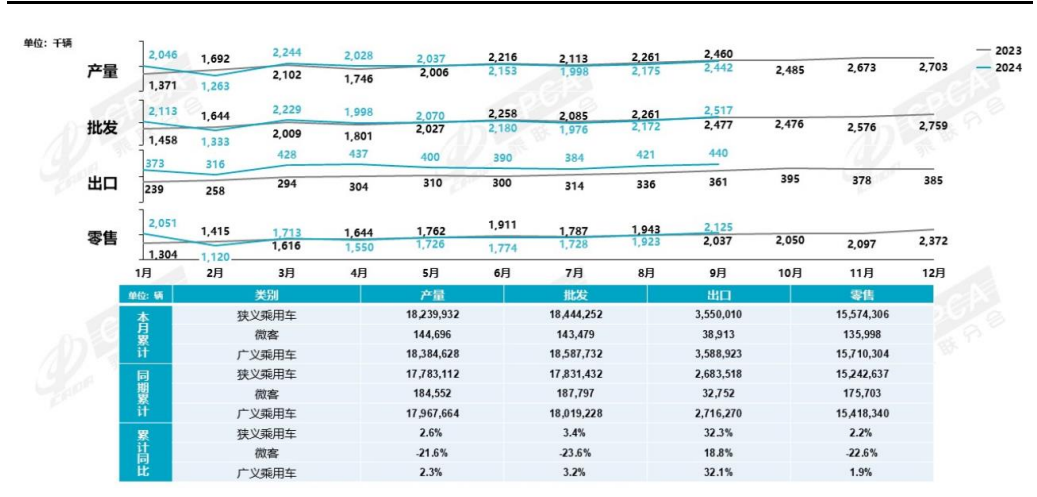 单位：千辆
2023
2024
产量
2,046 1,692 2,244 2,028 2,037 2,216 2,113 2,261 2,460
1,371 1,263 2,102 1,746 2,006 2,153 1,998 2,175 2,442 2,485 2,673 2,703
批发
2,113 1,644 2,229 1,998 2,070 2,258 2,085 2,261 2,517
1,458 1,333 2,009 1,801 2,027 2,180 1,976 2,172 2,477 2,476 2,576 2,759
出口
373 316 428 437 400 390 384 421 440
239 258 294 304 310 300 314 336 361 395 378 385
零售
2,051 1,415 1,713 1,644 1,762 1,911 1,787 1,943 2,125
1,304 1,120 1,616 1,550 1,726 1,774 1,728 1,923 2,037 2,050 2,097 2,372
1月 2月 3月 4月 5月 6月 7月 8月 9月 10月 11月 12月
单位：辆 类别 产量 批发 出口 零售
本月累计
狭义乘用车 18,239,932 18,444,252 3,550,010 15,574,306
微客 144,696 143,479 38,913 135,998
广义乘用车 18,384,628 18,587,732 3,588,923 15,710,304
同期累计
狭义乘用车 17,783,112 17,831,432 2,683,518 15,242,637
微客 184,552 187,797 32,752 175,703
广义乘用车 17,967,664 18,019,228 2,716,270 15,418,340
累计同比
狭义乘用车 2.6% 3.4% 32.3% 2.2%
微客 -21.6% -23.6% 18.8% -22.6%
广义乘用车 2.3% 3.2% 32.1% 1.9%
CPCA
乘联分会